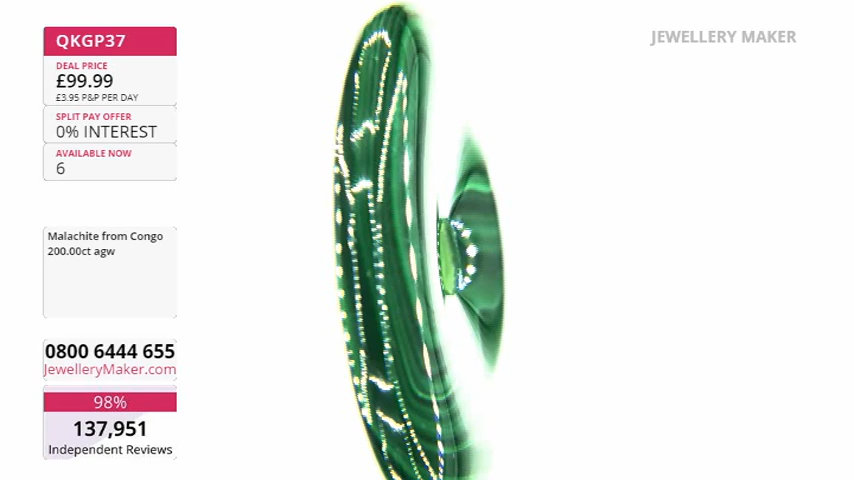 QKGP37
DEAL PRICE
£99.99
£3.95 P&P PER DAY
SPLIT PAY OFFER
0% INTEREST
AVAILABLE NOW
6
Malachite from Congo
200.00ct agw
0800 6444 655
JewelleryMaker.com
98%
137,951
Independent Reviews
JEWELLERY MAKER